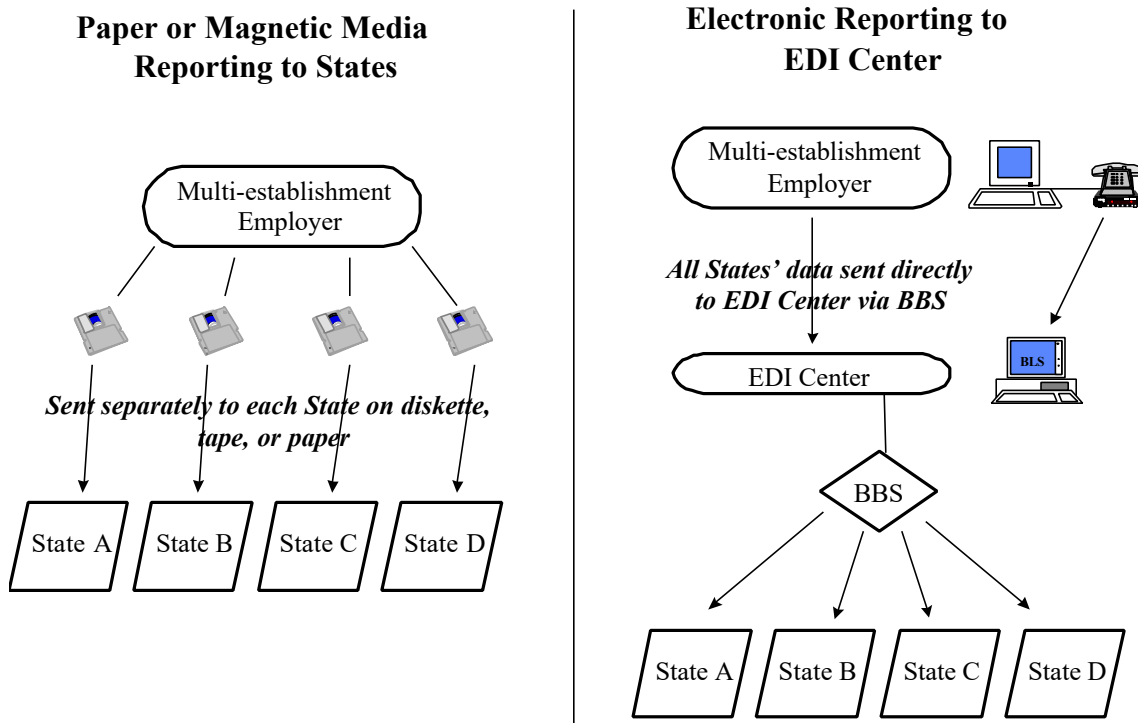 Paper or Magnetic Media
Reporting to States
Multi-establishment
Employer
Sent separately to each State on diskette,
tape, or paper
State A
State B
State C
State D
Electronic Reporting to
EDI Center
Multi-establishment
Employer
All States’ data sent directly
to EDI Center via BBS
BLS
EDI Center
BBS
State A
State B
State C
State D